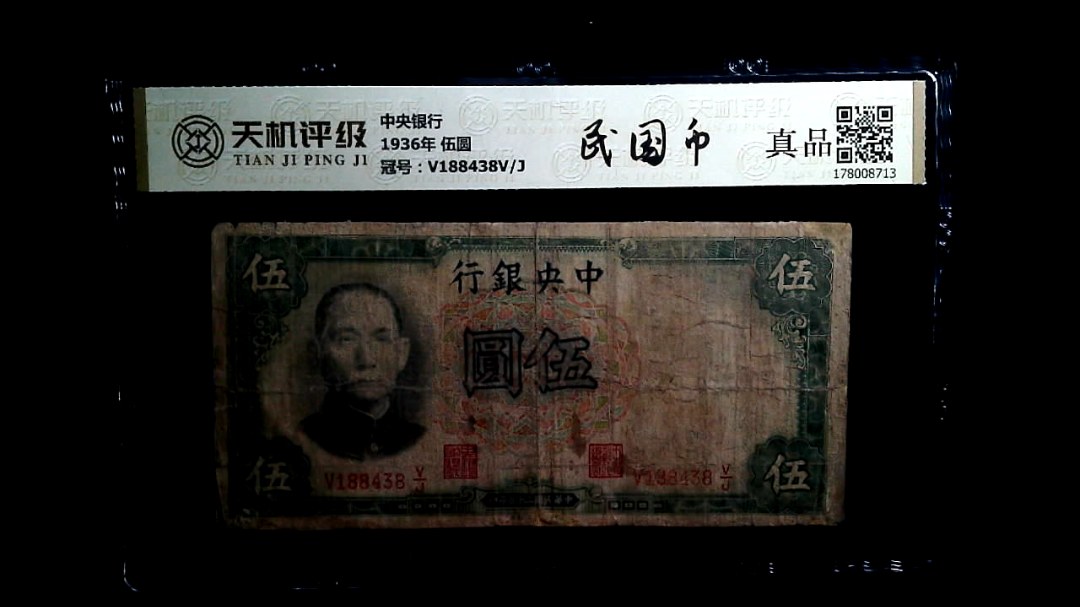 天机评级
TIAN JI PING JI
中央银行
1936年 伍圆
冠号：V188438V/J
民国币
真品
178008713
伍
行銀央中
伍
圓伍
V188438 V/J
V188438 V/J
伍
伍